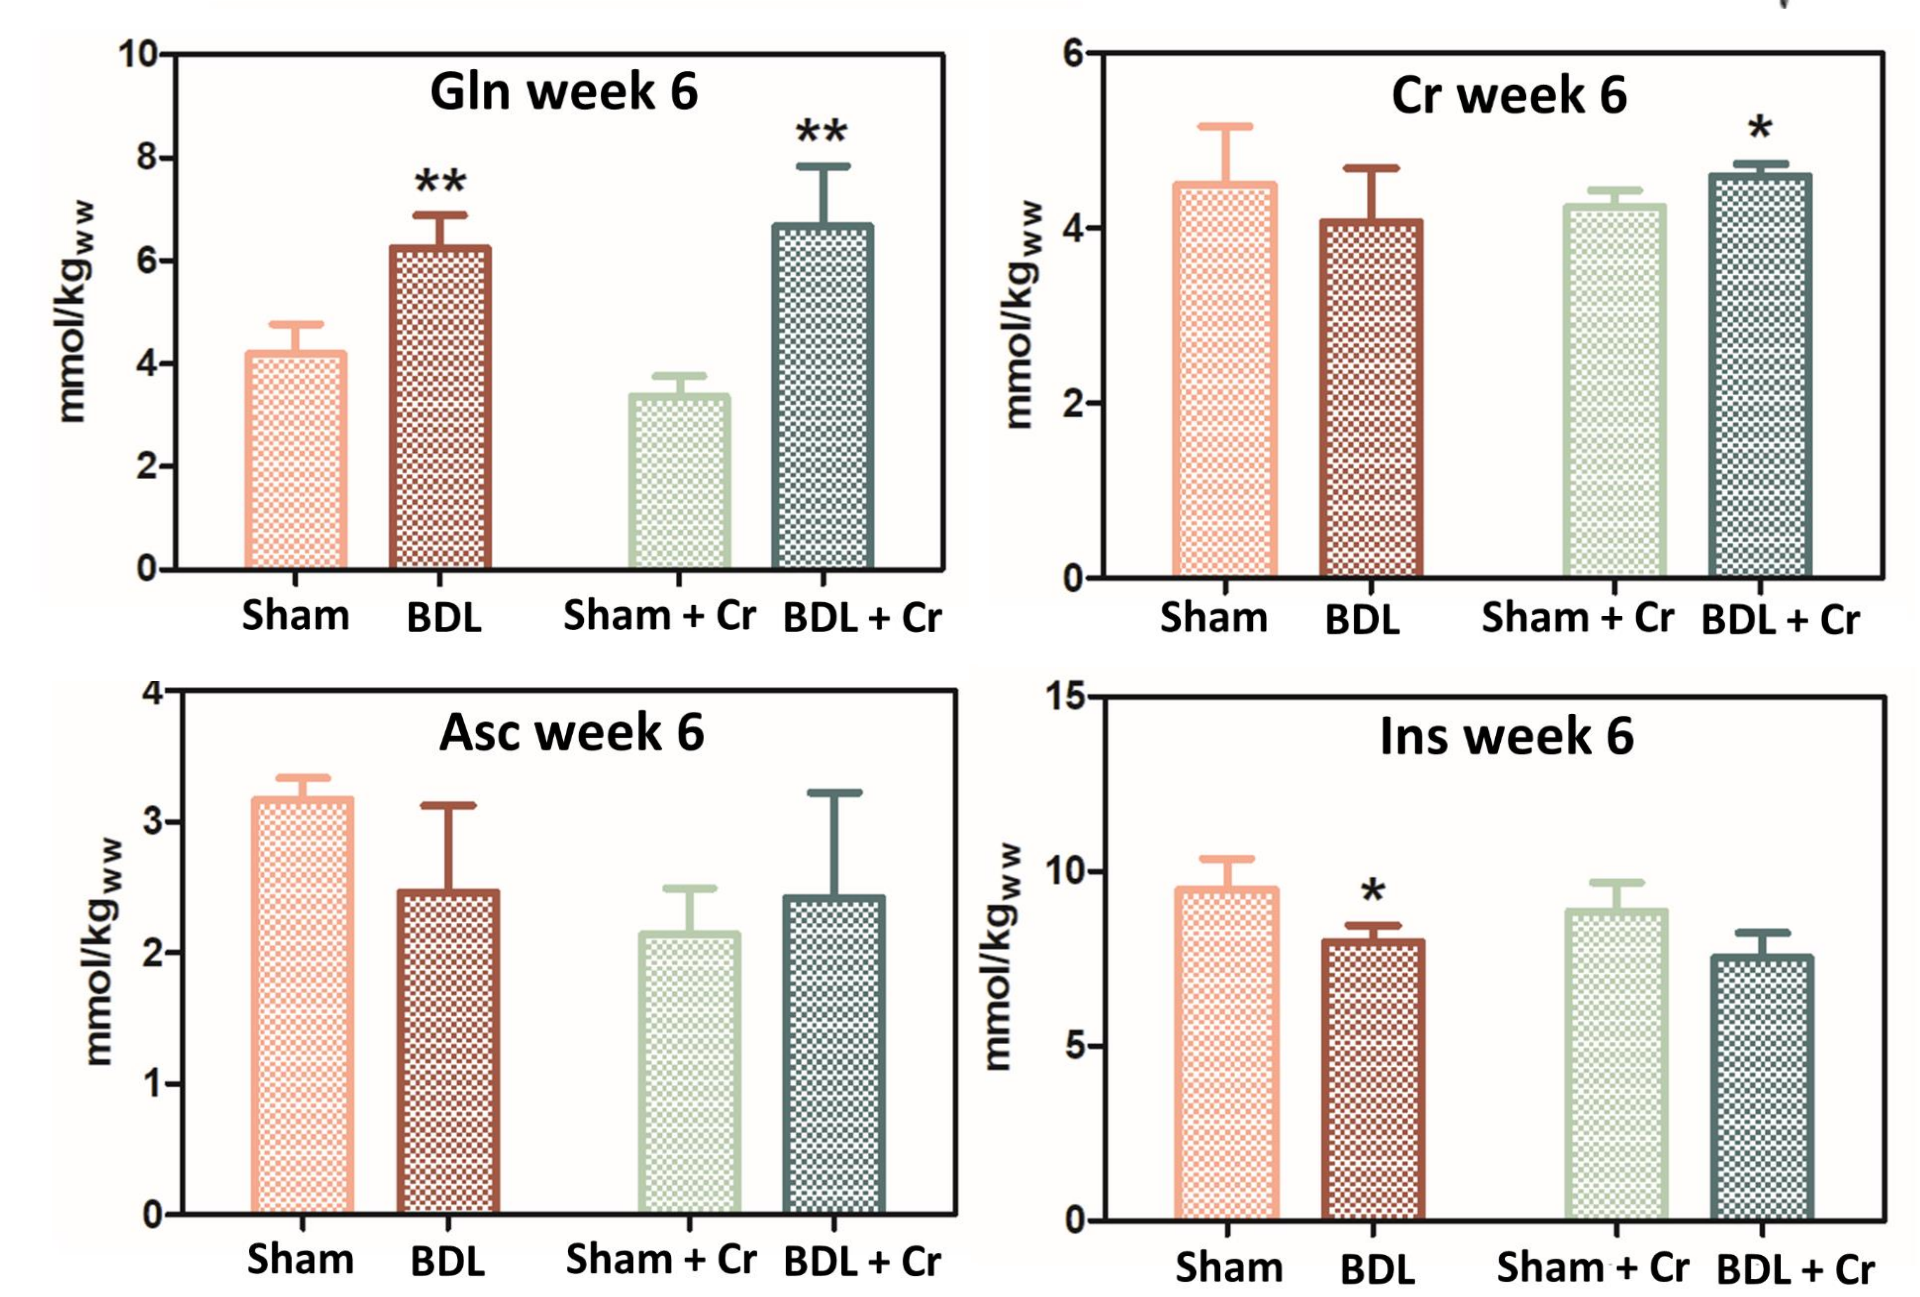 Gln week 6
10
8
6
4
2
0
mmol/kgww
**
**
Sham BDL Sham + Cr BDL + Cr
Cr week 6
6
4
2
0
mmol/kgww
*
Sham BDL Sham + Cr BDL + Cr
Asc week 6
4
3
2
1
0
mmol/kgww
Sham BDL Sham + Cr BDL + Cr
Ins week 6
15
10
5
0
mmol/kgww
*
Sham BDL Sham + Cr BDL + Cr